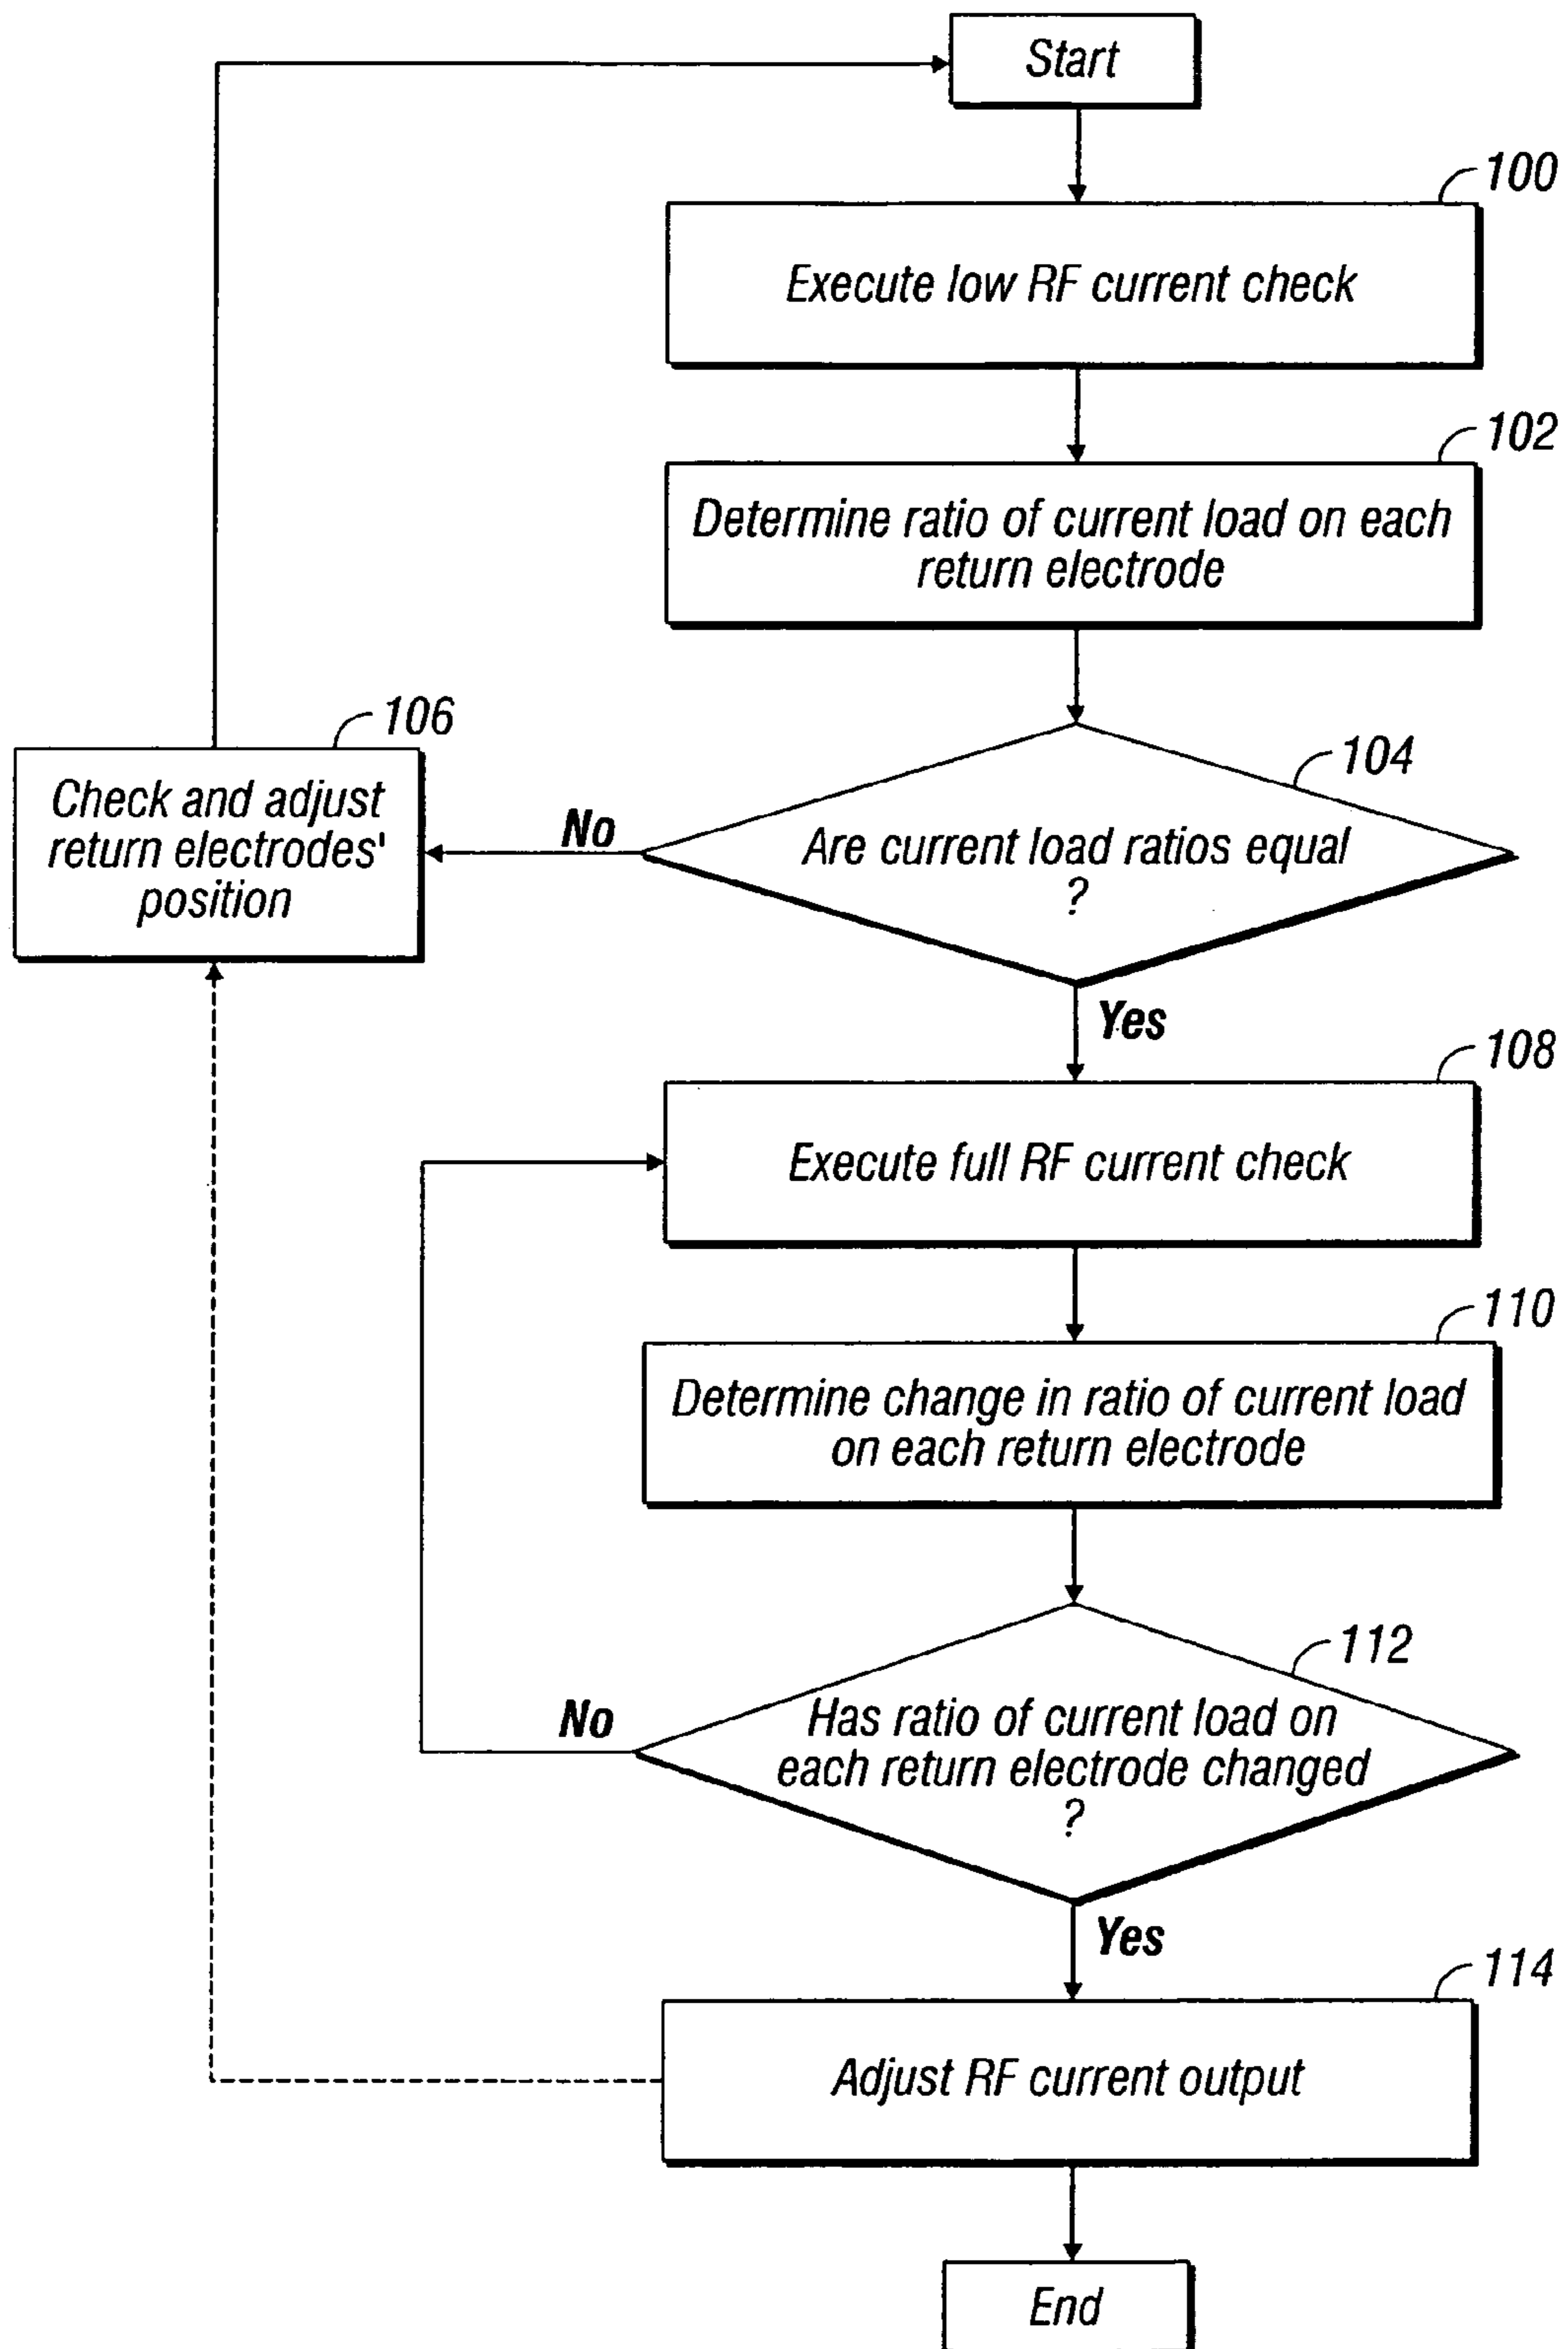 Start
100
Execute low RF current check
102
Determine ratio of current load on each
return electrode
106
Check and adjust
return electrodes'
position
104
No
Are current load ratios equal
?
Yes
108
Execute full RF current check
110
Determine change in ratio of current load
on each return electrode
112
No
Has ratio of current load on
each return electrode changed
?
Yes
114
Adjust RF current output
End